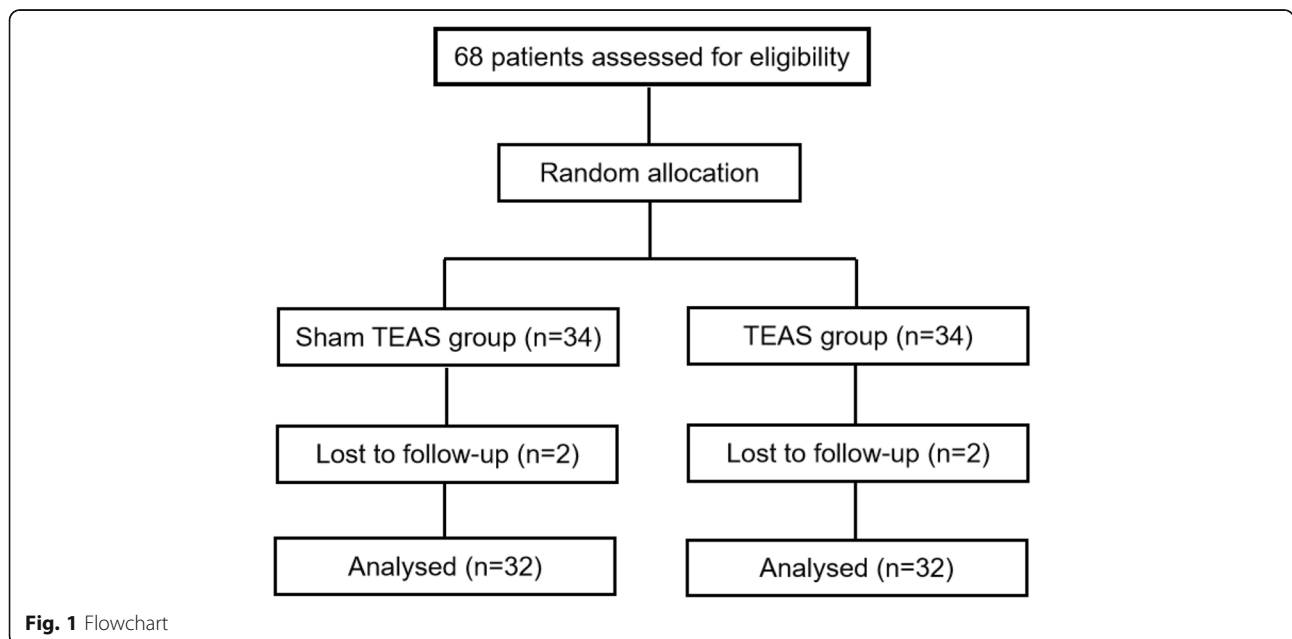 68 patients assessed for eligibility
Random allocation
Sham TEAS group (n=34)
TEAS group (n=34)
Lost to follow-up (n=2)
Lost to follow-up (n=2)
Analysed (n=32)
Analysed (n=32)
Fig. 1 Flowchart